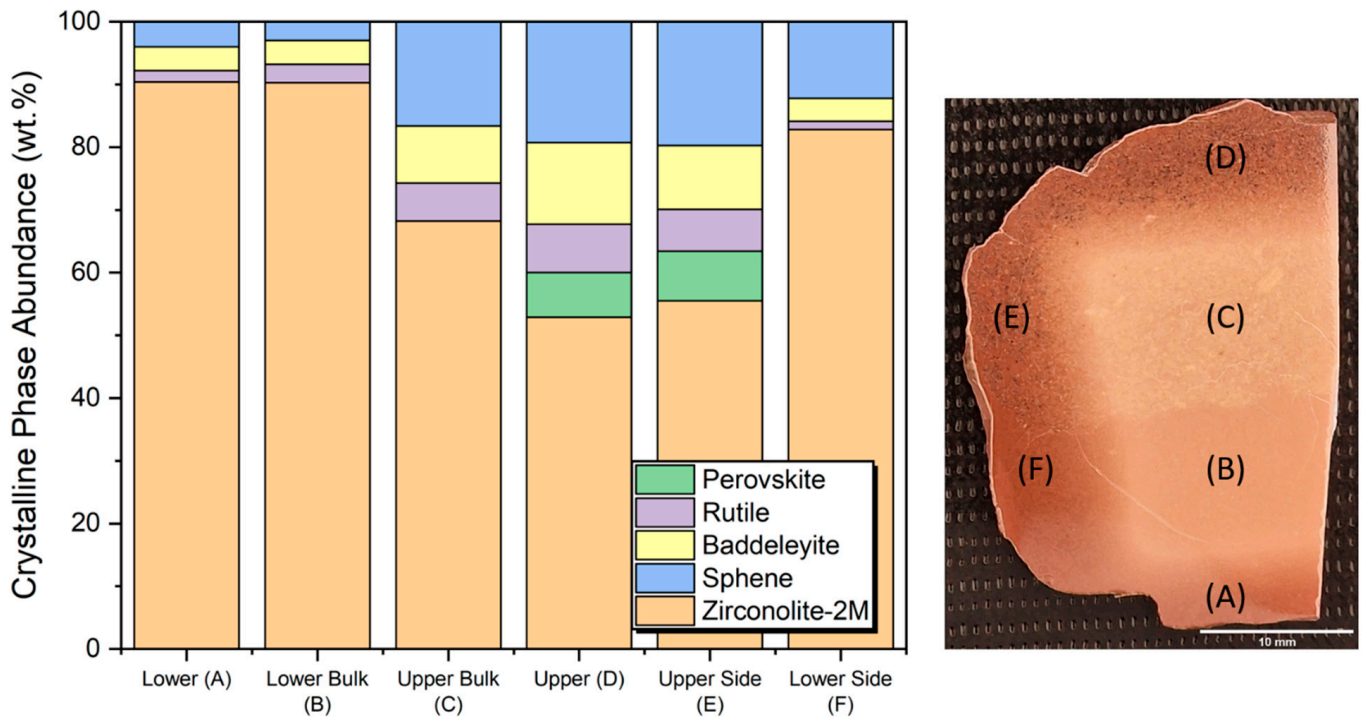 Crystalline Phase Abundance (wt.%)
100
80
60
40
20
0
Perovskite
Rutile
Baddeleyite
Sphene
Zirconolite-2M
Lower (A)
Lower Bulk
(B)
Upper Bulk
(C)
Upper (D)
Upper Side
(E)
Lower Side
(F)
(D)
(E)
(C)
(F)
(B)
(A)
10 mm